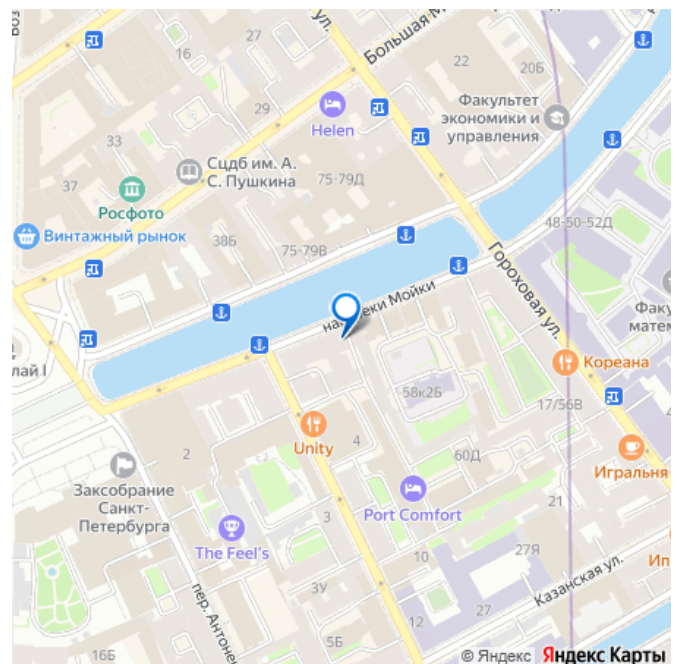 Воз
16
ул.
Большая М
22
20Б
29
Helen
Факультет
экономики и
управления
33
Сцдб им. А.
С. Пушкина
37
75-79Д
Росфото
Винтажный рынок
38Б
75-79В
48-50-52Д
Гороховая ул.
наб. реки Мойки
Факу
матем
лай I
Кореана
58к2Б
17/56В
Unity
4
2
60Д
Игральня
Заксобрание
Санкт-
Петербурга
Port Comfort
21
The Feel's
3
10
27Я
Казанская ул.
Ип
3У
12
27
пер. Антоне
5Б
16Б
© Яндекс Яндекс Карты